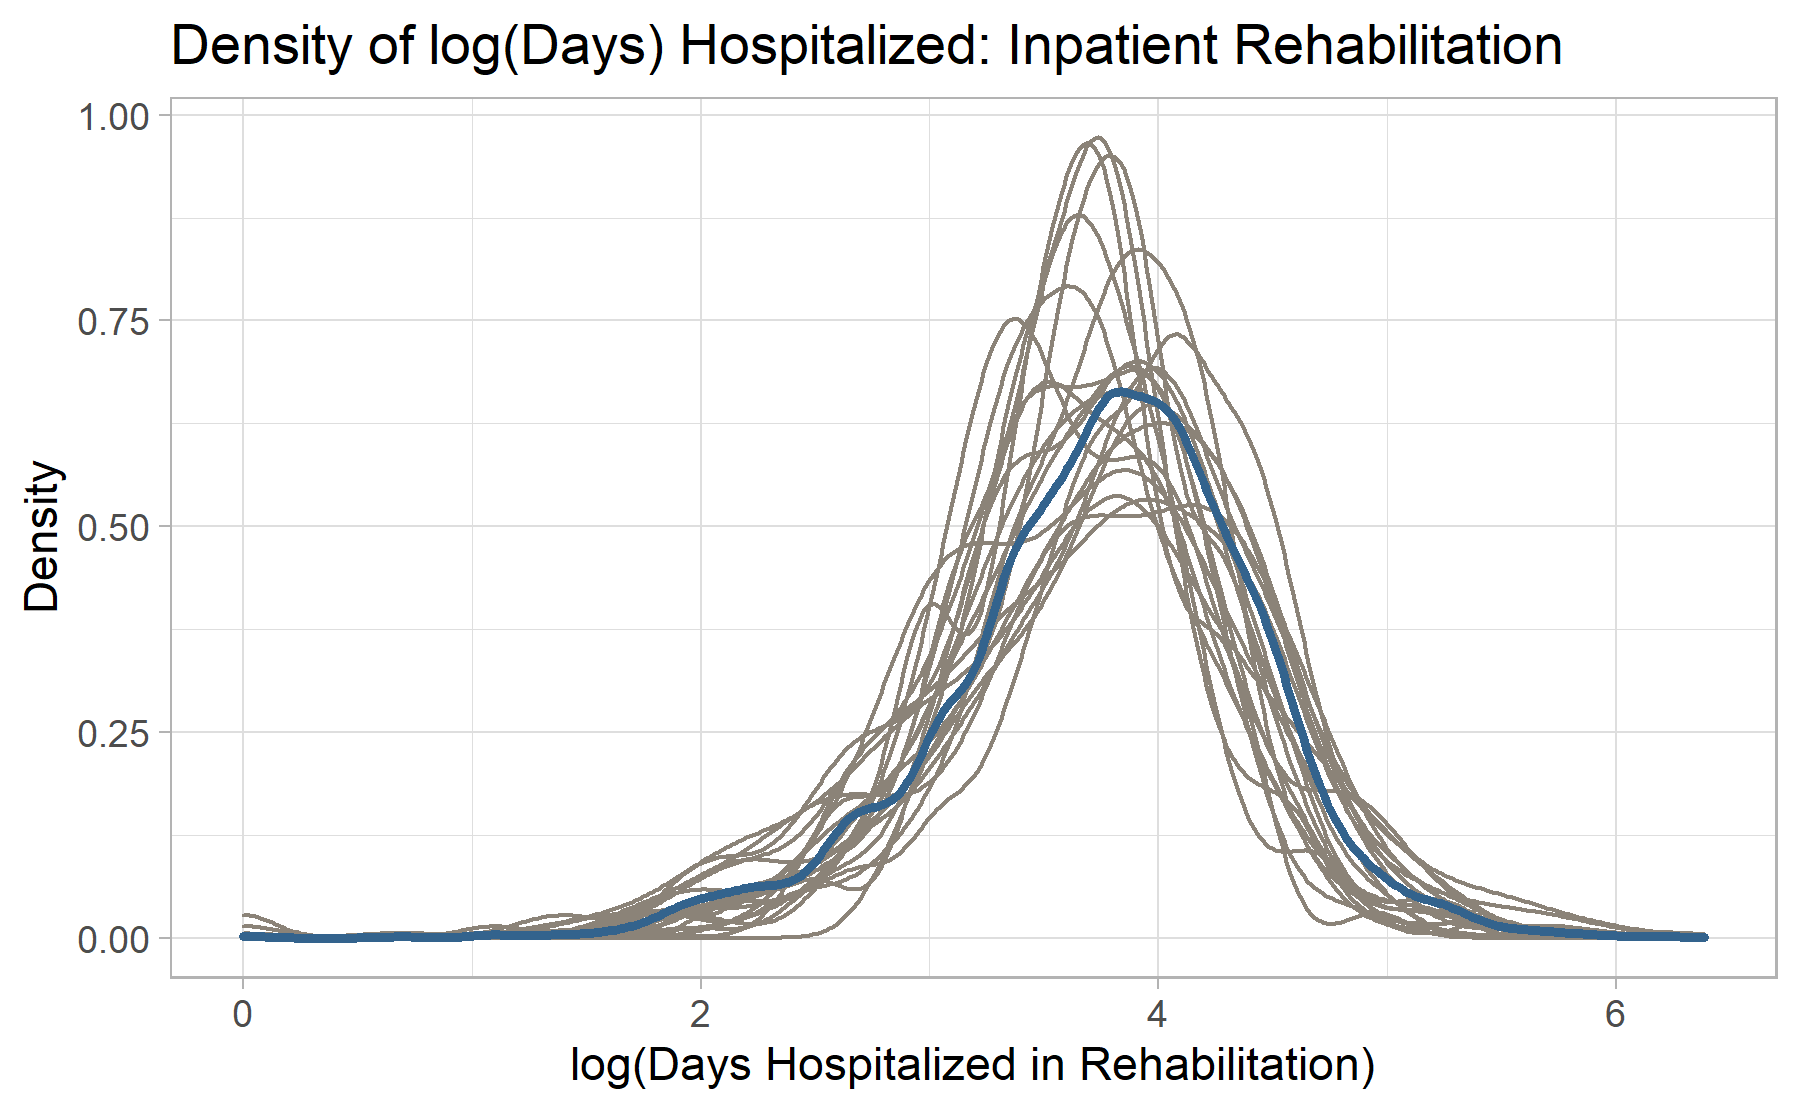 Density of log(Days) Hospitalized: Inpatient Rehabilitation
1.00
0.75
0.50
0.25
0.00
Density
0 2 4 6
log(Days Hospitalized in Rehabilitation)